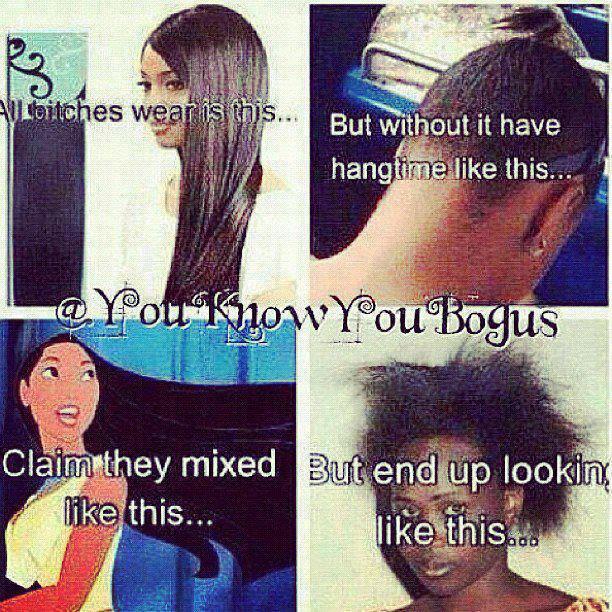 All bitches wear is this...
But without it have
hangtime like this...
@YouKnowYouBogus
Claim they mixed
like this...
But end up looking
like this...